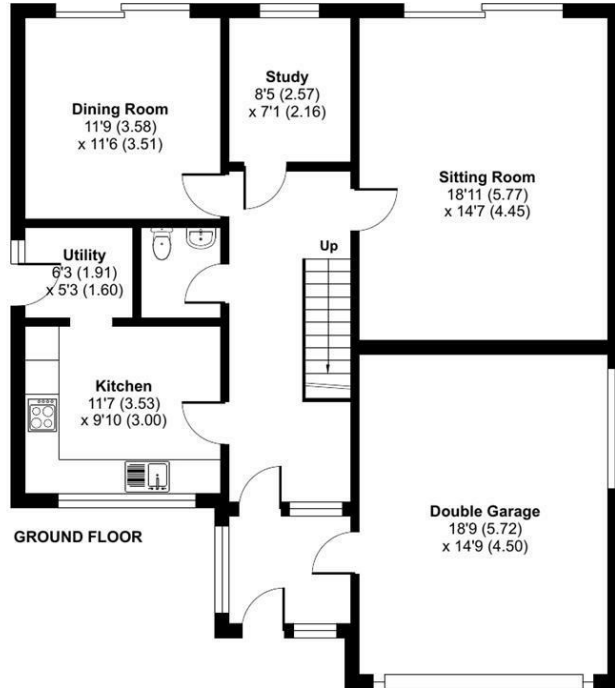 Dining Room
11'9 (3.58)
x 11'6 (3.51)
Study
8'5 (2.57)
x 7'1 (2.16)
Sitting Room
18'11 (5.77)
x 14'7 (4.45)
Utility
6'3 (1.91)
x 5'3 (1.60)
Up
Kitchen
11'7 (3.53)
x 9'10 (3.00)
Double Garage
18'9 (5.72)
x 14'9 (4.50)
GROUND FLOOR